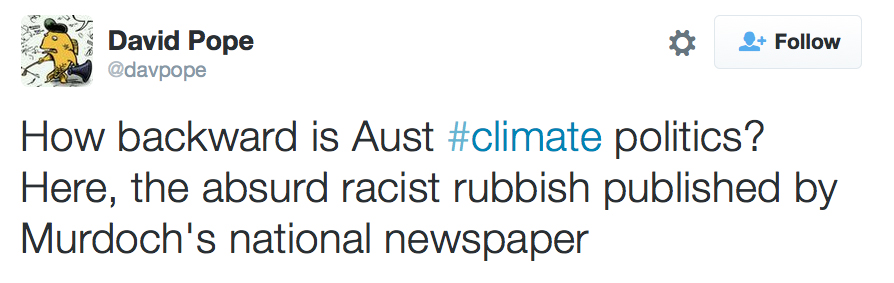 David Pope
@davpope
Follow
How backward is Aust #climate politics?
Here, the absurd racist rubbish published by
Murdoch's national newspaper